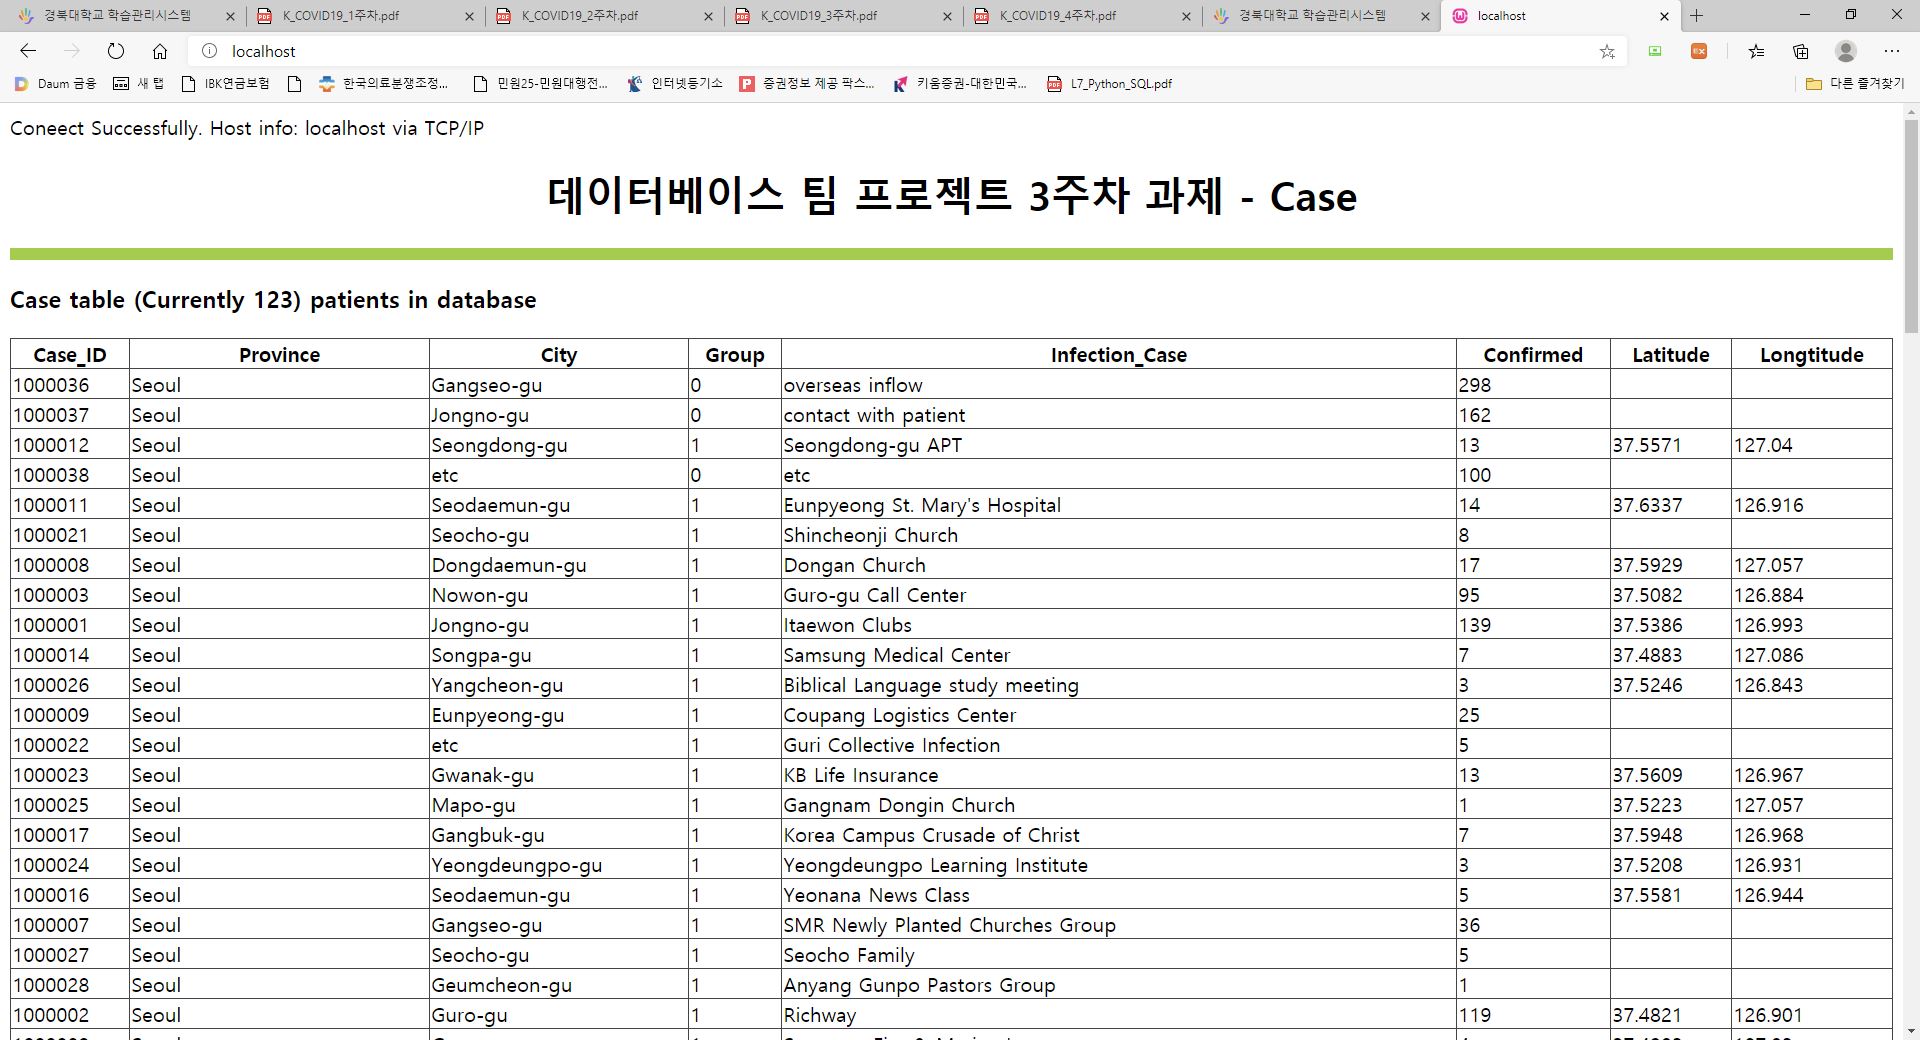 경북대학교 학습관리시스템
K_COVID19_1주차.pdf
K_COVID19_2주차.pdf
K_COVID19_3주차.pdf
K_COVID19_4주차.pdf
경북대학교 학습관리시스템
localhost
localhost
Daum 금융
새 탭
IBK연금보험
한국의료분쟁조정...
민원25-민원대행전...
인터넷등기소
증권정보 제공 팍스...
키움증권-대한민국...
L7_Python_SQL.pdf
다른 즐겨찾기
Coneect Successfully. Host info: localhost via TCP/IP
데이터베이스 팀 프로젝트 3주차 과제 - Case
Case table (Currently 123) patients in database
Case_ID Province City Group Infection_Case Confirmed Latitude Longtitude
1000036 Seoul Gangseo-gu 0 overseas inflow 298
1000037 Seoul Jongno-gu 0 contact with patient 162
1000012 Seoul Seongdong-gu 1 Seongdong-gu APT 13 37.5571 127.04
1000038 Seoul etc 0 etc 100
1000011 Seoul Seodaemun-gu 1 Eunpyeong St. Mary's Hospital 14 37.6337 126.916
1000021 Seoul Seocho-gu 1 Shincheonji Church 8
1000008 Seoul Dongdaemun-gu 1 Dongan Church 17 37.5929 127.057
1000003 Seoul Nowon-gu 1 Guro-gu Call Center 95 37.5082 126.884
1000001 Seoul Jongno-gu 1 Itaewon Clubs 139 37.5386 126.993
1000014 Seoul Songpa-gu 1 Samsung Medical Center 7 37.4883 127.086
1000026 Seoul Yangcheon-gu 1 Biblical Language study meeting 3 37.5246 126.843
1000009 Seoul Eunpyeong-gu 1 Coupang Logistics Center 25
1000022 Seoul etc 1 Guri Collective Infection 5
1000023 Seoul Gwanak-gu 1 KB Life Insurance 13 37.5609 126.967
1000025 Seoul Mapo-gu 1 Gangnam Dongin Church 1 37.5223 127.057
1000017 Seoul Gangbuk-gu 1 Korea Campus Crusade of Christ 7 37.5948 126.968
1000024 Seoul Yeongdeungpo-gu 1 Yeongdeungpo Learning Institute 3 37.5208 126.931
1000016 Seoul Seodaemun-gu 1 Yeonana News Class 5 37.5581 126.944
1000007 Seoul Gangseo-gu 1 SMR Newly Planted Churches Group 36
1000027 Seoul Seocho-gu 1 Seocho Family 5
1000028 Seoul Geumcheon-gu 1 Anyang Gunpo Pastors Group 1
1000002 Seoul Guro-gu 1 Richway 119 37.4821 126.901